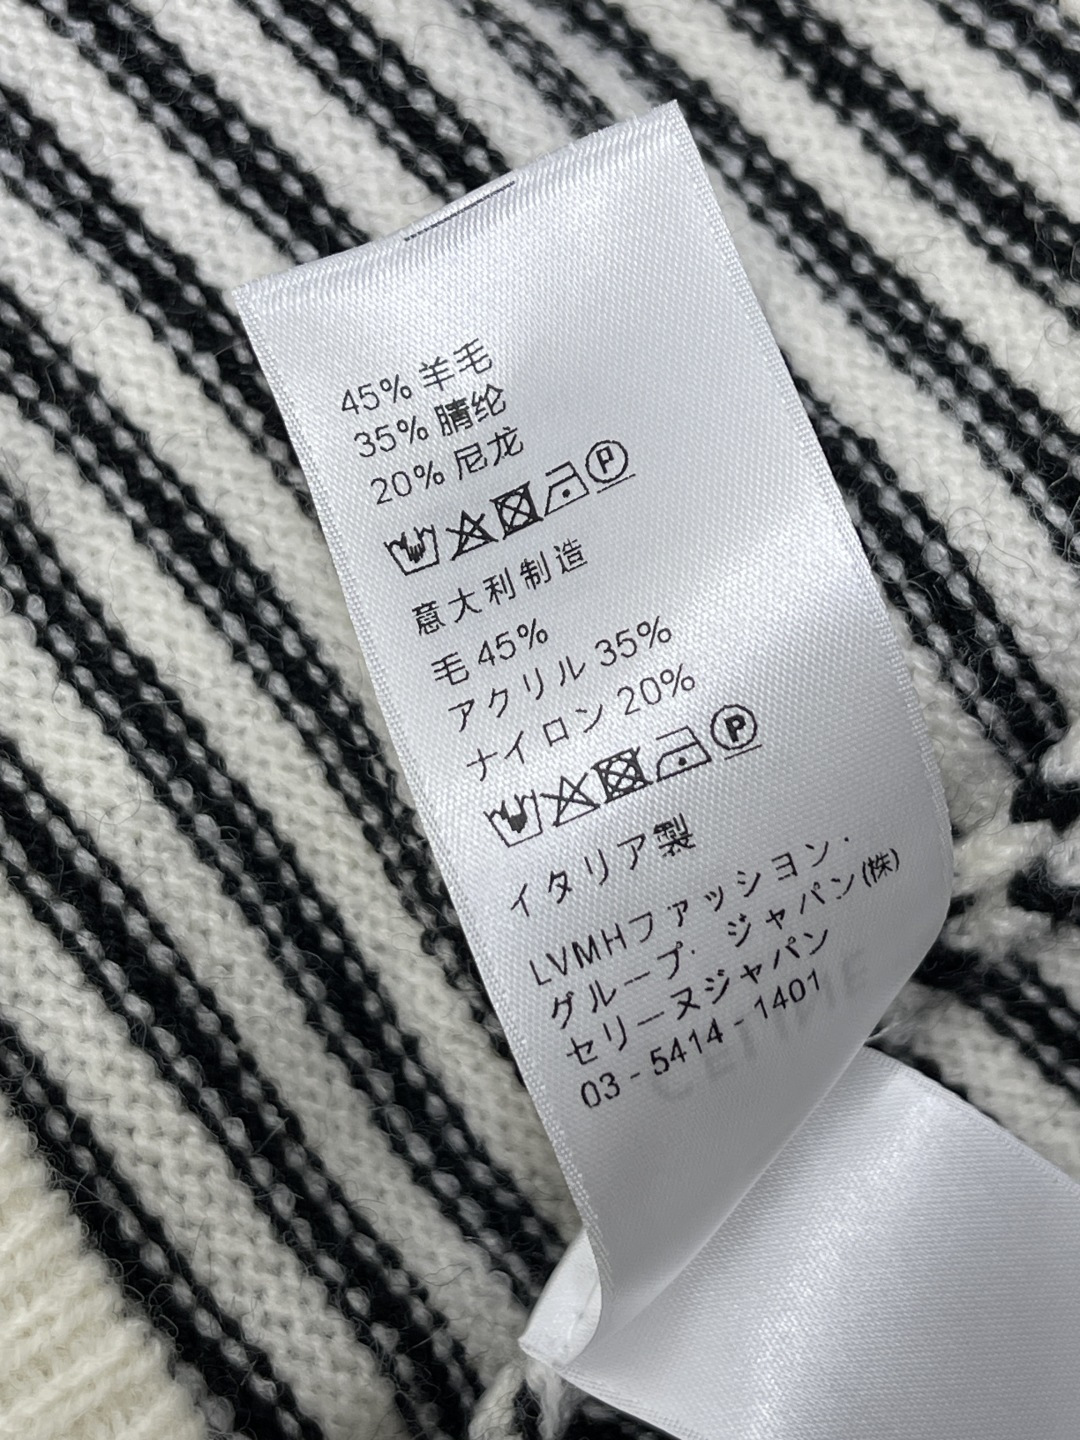 45% 羊毛
35% 腈纶
20% 尼龙
意大利制造
毛 45%
アクリル 35%
ナイロン 20%
イタリア製
LVMHファッション・
グループ・ジャパン(株)
セリーヌジャパン
03-5414-1401
CELINE